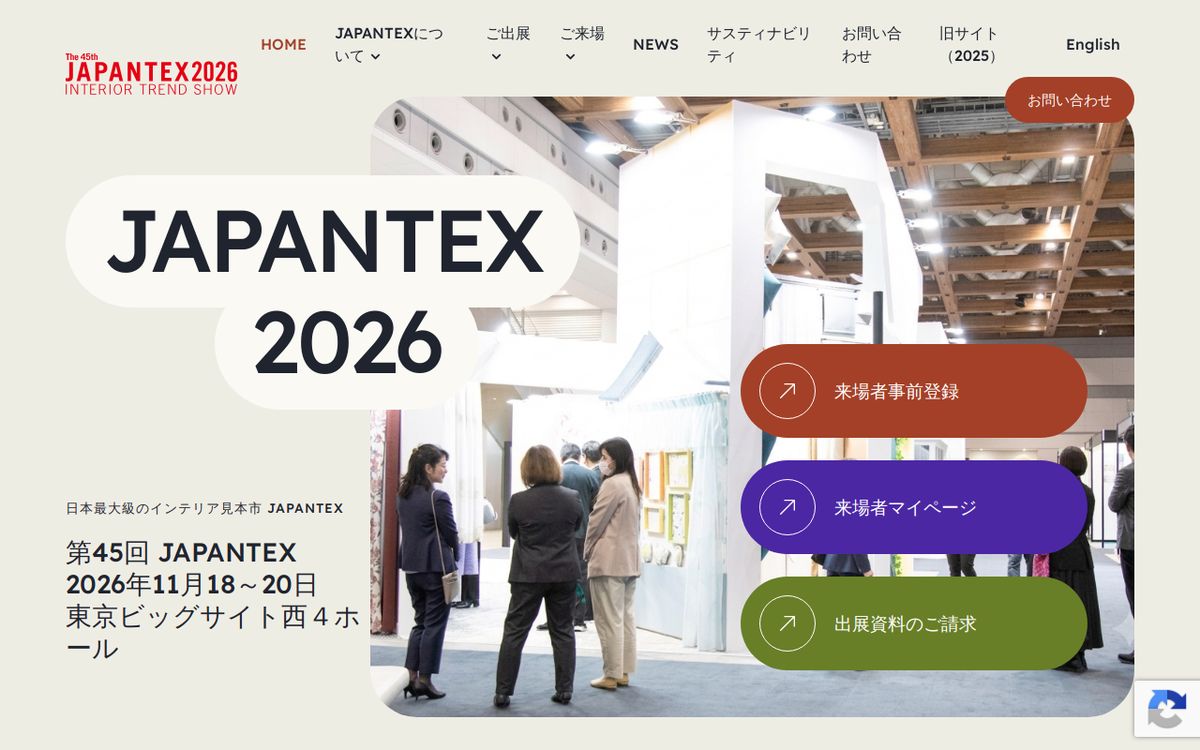 The 45th
JAPANTEX2026
INTERIOR TREND SHOW
HOME
JAPANTEXにつ
いて
ご出展
ご来場
NEWS
サスティナビリ
ティ
お問い合
わせ
旧サイト
（2025）
English
お問い合わせ
JAPANTEX
2026
来場者事前登録
来場者マイページ
出展資料のご請求
日本最大級のインテリア見本市 JAPANTEX
第45回 JAPANTEX
2026年11月18～20日
東京ビッグサイト西４ホ
ール